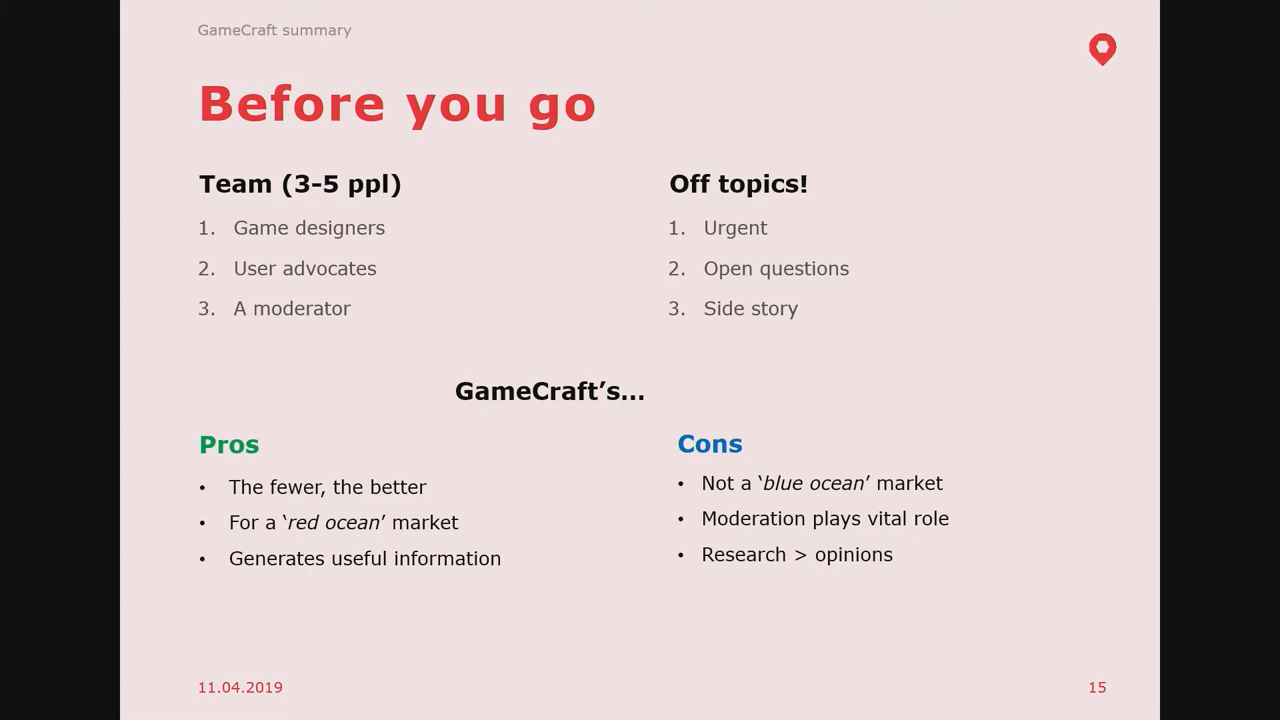 GameCraft summary
Before you go
Team (3-5 ppl)
1. Game designers
2. User advocates
3. A moderator
Off topics!
1. Urgent
2. Open questions
3. Side story
GameCraft’s...
Pros
• The fewer, the better
• For a ‘red ocean’ market
• Generates useful information
Cons
• Not a ‘blue ocean’ market
• Moderation plays vital role
• Research > opinions
11.04.2019
15